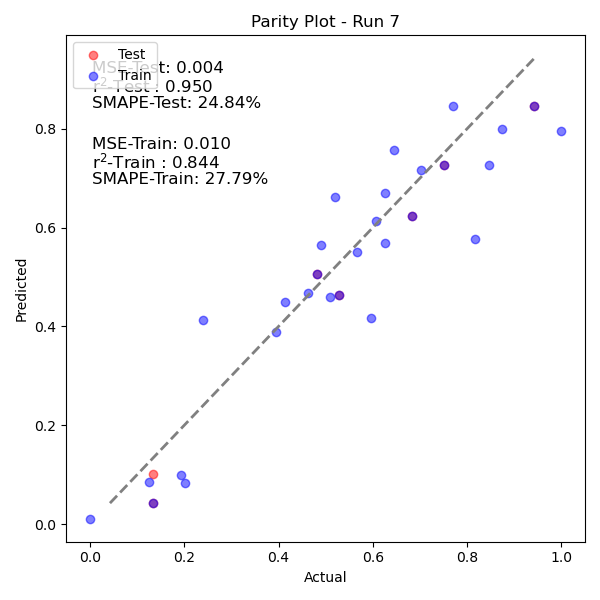 Parity Plot - Run 7
Test
Train
MSE-Test: 0.004
r²-Test : 0.950
SMAPE-Test: 24.84%
MSE-Train: 0.010
r²-Train : 0.844
SMAPE-Train: 27.79%
Predicted
0.8
0.6
0.4
0.2
0.0
0.0 0.2 0.4 0.6 0.8 1.0
Actual